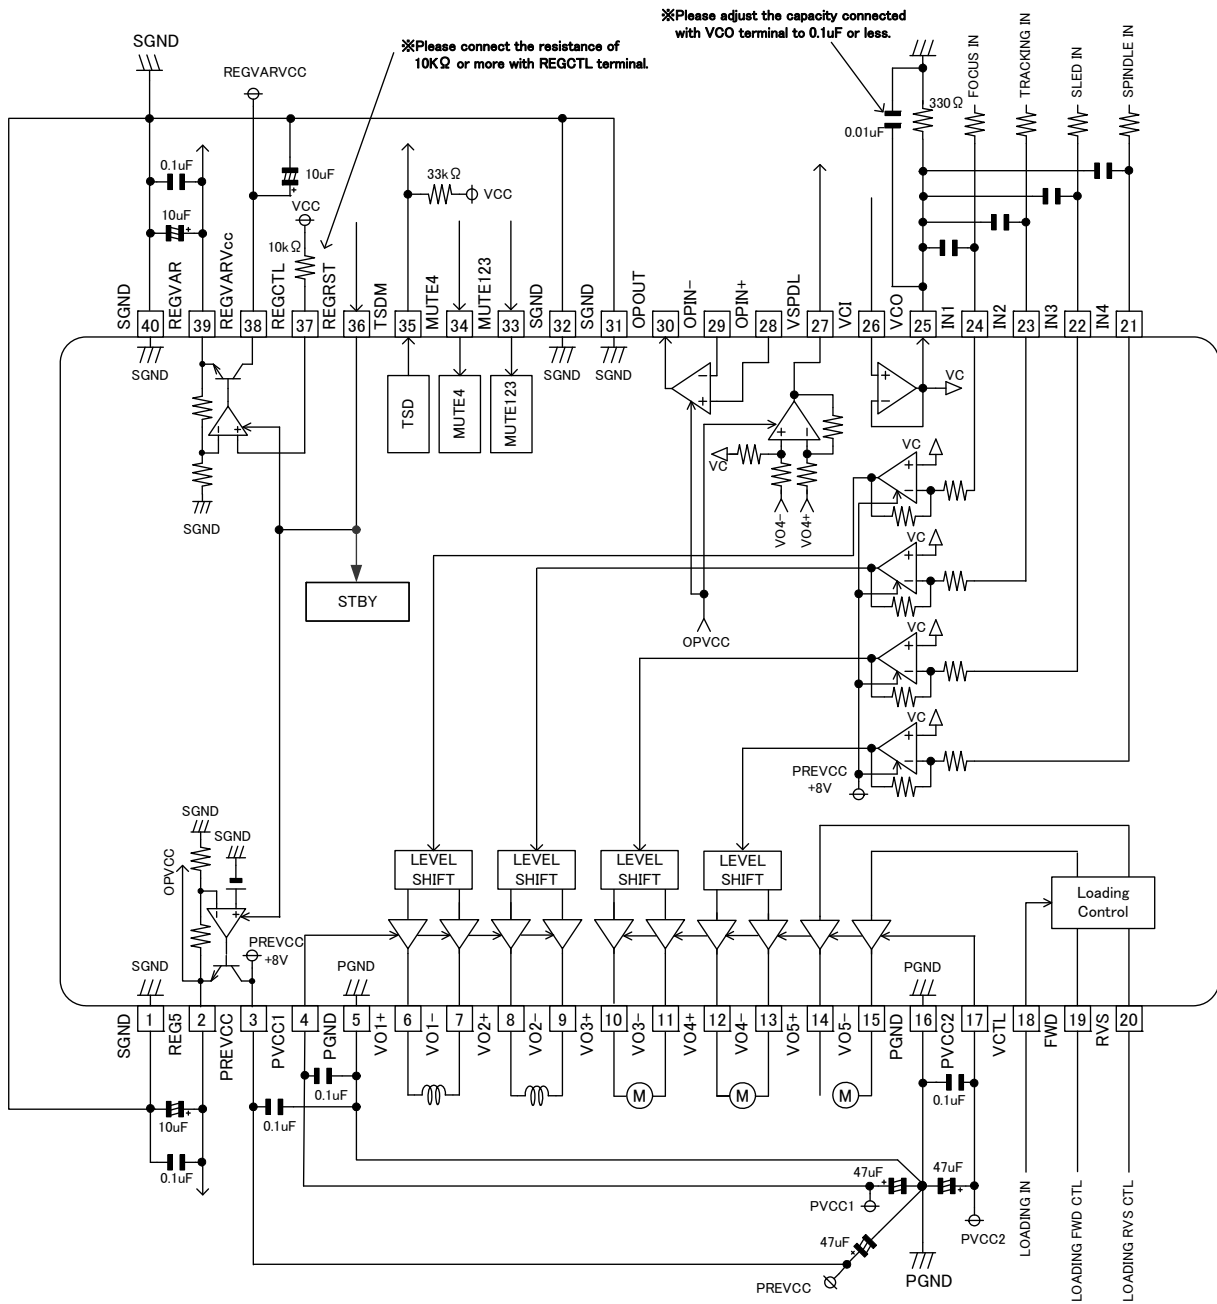 ※Please adjust the capacity connected
with VCO terminal to 0.1uF or less.
SGND
※Please connect the resistance of
10KΩ or more with REGCTL terminal.
REGVARVCC
FOCUS IN
TRACKING IN
SLED IN
SPINDLE IN
330Ω
0.01uF
0.1uF
10uF
10uF
33kΩ
VCC
VCC
10kΩ
SGND
REGVAR
REGVARVcc
REGCTL
REGRST
TSDM
MUTE4
MUTE123
SGND
SGND
OPOUT
OPIN-
OPIN+
VSPDL
VCI
VCO
IN1
IN2
IN3
IN4
40 39 38 37 36 35 34 33 32 31 30 29 28 27 26 25 24 23 22 21
SGND
SGND
SGND
TSD
MUTE4
MUTE123
VC
VC
VO4-
VO4+
SGND
VC
VC
STBY
OPVCC
VC
VC
PREVCC
+8V
SGND
SGND
OPVCC
PREVCC
+8V
LEVEL
SHIFT
LEVEL
SHIFT
LEVEL
SHIFT
LEVEL
SHIFT
Loading
Control
SGND
PGND
PGND
1 2 3 4 5 6 7 8 9 10 11 12 13 14 15 16 17 18 19 20
SGND
REG5
PREVCC
PVCC1
PGND
VO1+
VO1-
VO2+
VO2-
VO3+
VO3-
VO4+
VO4-
VO5+
VO5-
PGND
PVCC2
VCTL
FWD
RVS
0.1uF
M
M
M
0.1uF
10uF
0.1uF
0.1uF
47uF
47uF
PVCC1
PVCC2
47uF
PREVCC
PGND
LOADING IN
LOADING FWD CTL
LOADING RVS CTL